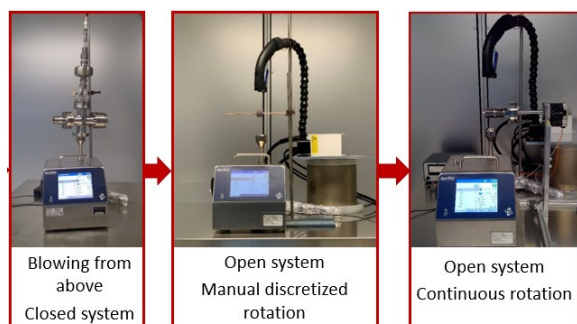 Blowing from
above
Closed system
Open system
Manual discretized
rotation
Open system
Continuous rotation